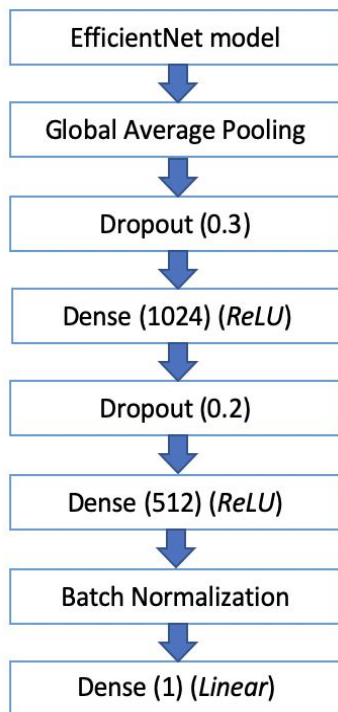 EfficientNet model
Global Average Pooling
Dropout (0.3)
Dense (1024) (ReLU)
Dropout (0.2)
Dense (512) (ReLU)
Batch Normalization
Dense (1) (Linear)